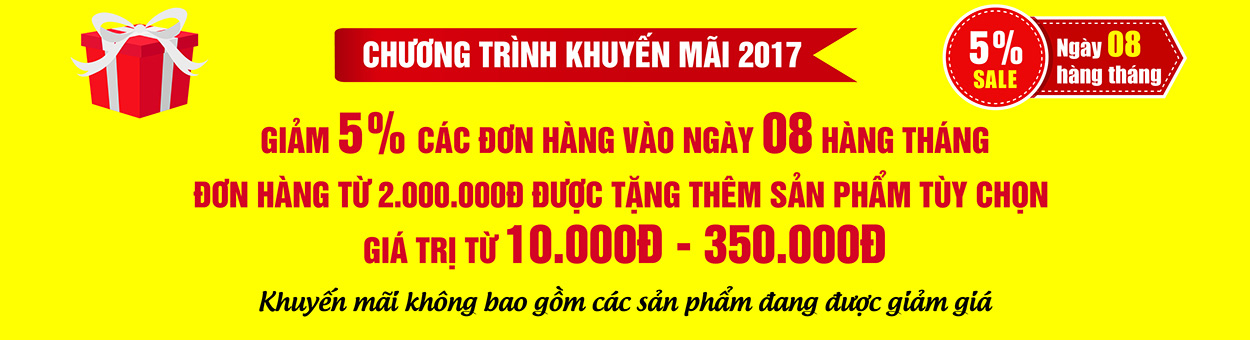 CHƯƠNG TRÌNH KHUYẾN MÃI 2017
5%
SALE
Ngày 08
hàng tháng
GIẢM 5% CÁC ĐƠN HÀNG VÀO NGÀY 08 HÀNG THÁNG
ĐƠN HÀNG TỪ 2.000.000Đ ĐƯỢC TẶNG THÊM SẢN PHẨM TÙY CHỌN
GIÁ TRỊ TỪ 10.000Đ - 350.000Đ
Khuyến mãi không bao gồm các sản phẩm đang được giảm giá